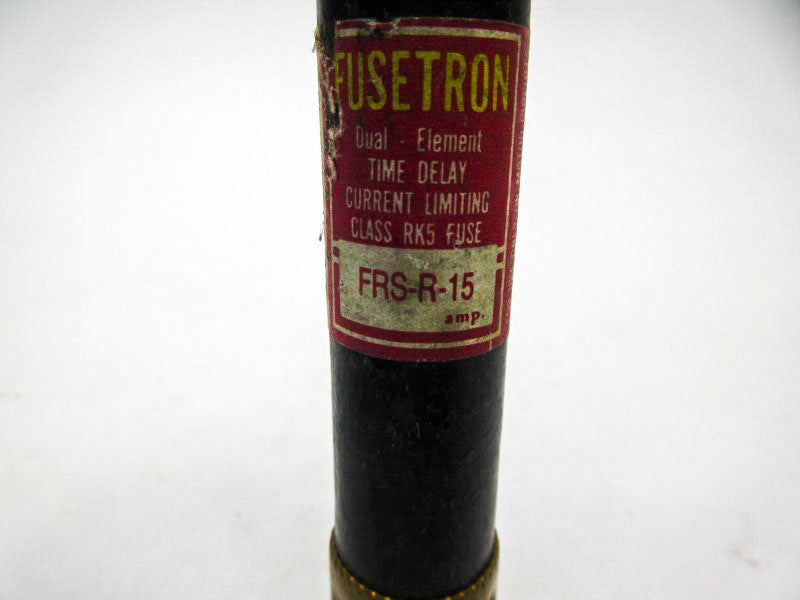 FUSETRON
Dual - Element
TIME DELAY
CURRENT LIMITING
CLASS RK5 FUSE
FRS-R-15
amp.